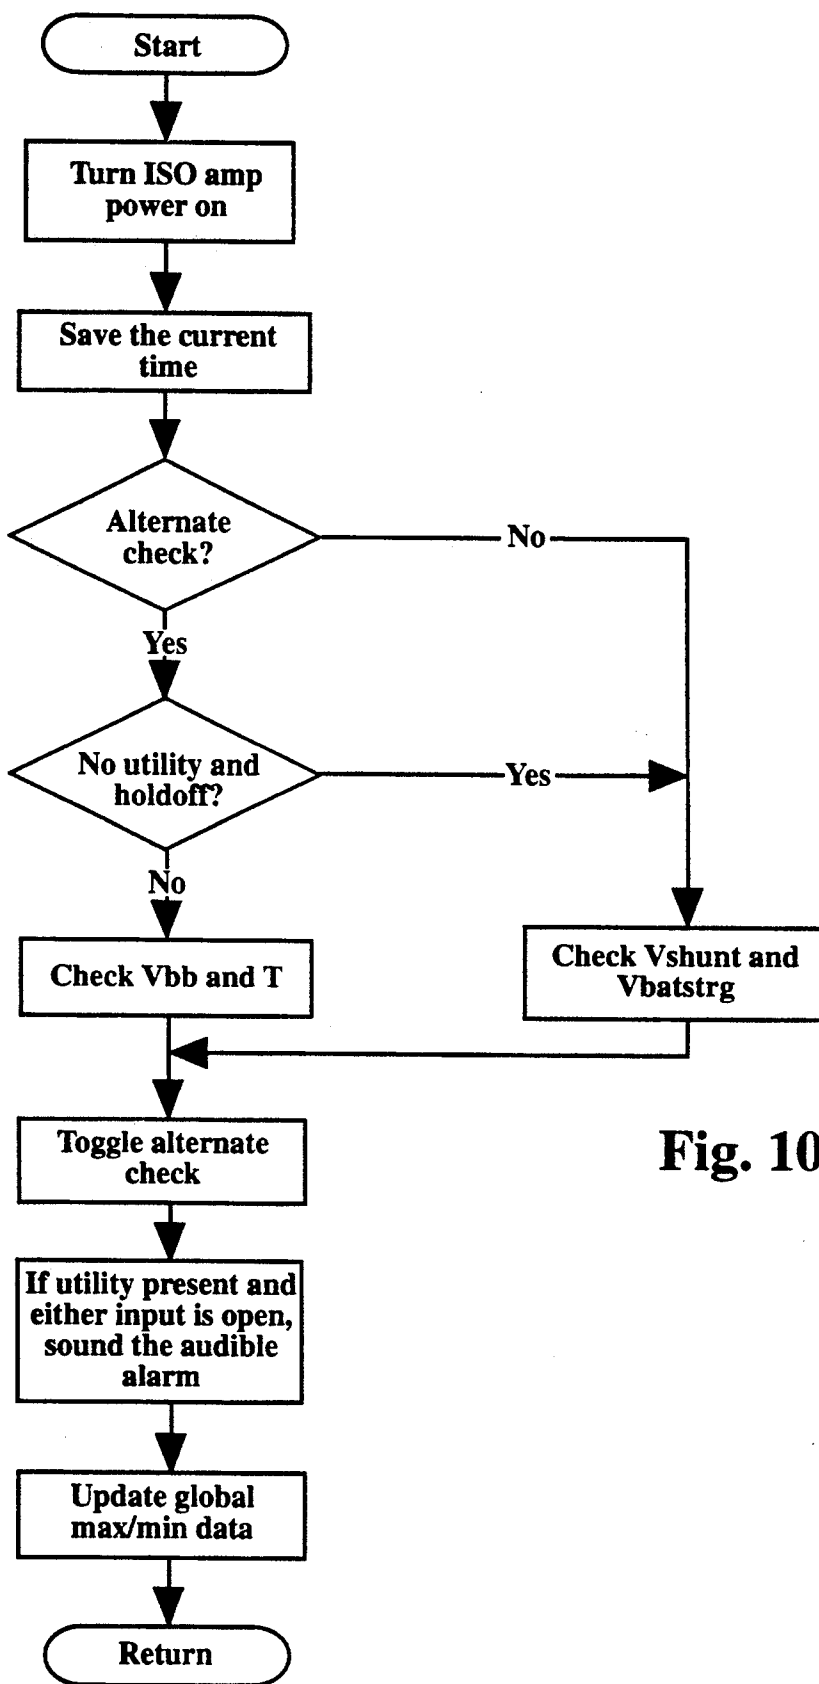 Start
Turn ISO amp
power on
Save the current
time
Alternate
check?
No
Yes
No utility and
holdoff?
Yes
No
Check Vbb and T
Check Vshunt and
Vbatstrg
Toggle alternate
check
Fig. 10
If utility present and
either input is open,
sound the audible
alarm
Update global
max/min data
Return